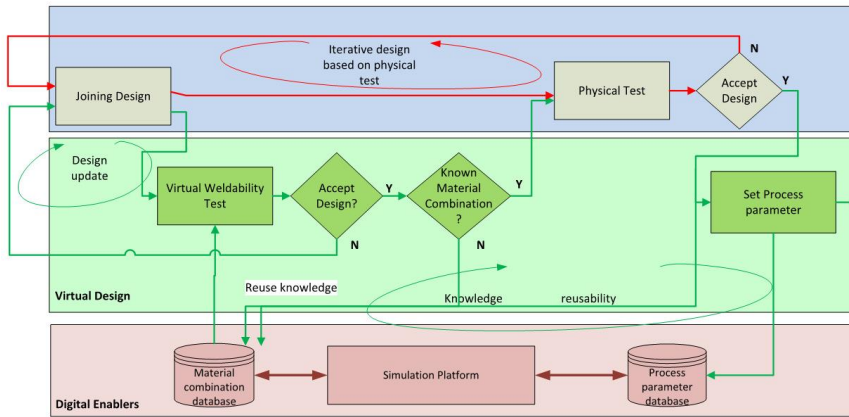 N
Iterative design
based on physical
test
Joining Design
Physical Test
Accept
Design
Y
Design
update
Virtual Weldability
Test
Accept
Design?
Y
Known
Material
Combination
?
Y
Set Process
parameter
N
N
Reuse knowledge
Knowledge reusability
Virtual Design
Material
combination
database
Simulation Platform
Process
parameter
database
Digital Enablers